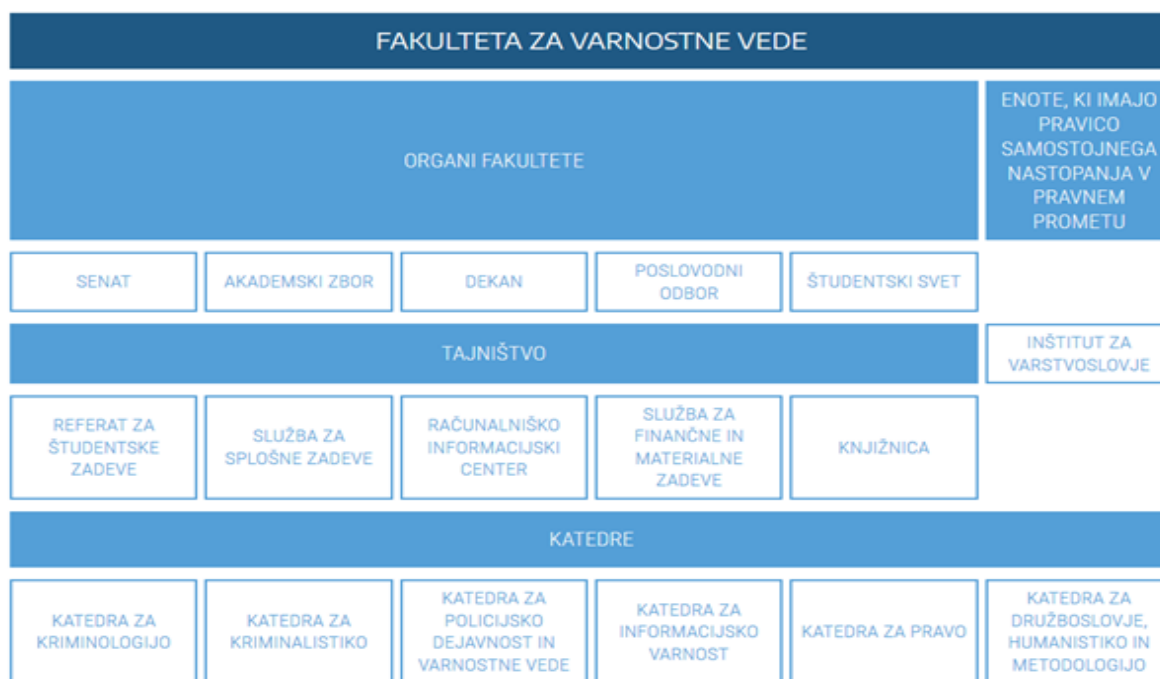 FAKULTETA ZA VARNOSTNE VEDE
ORGANI FAKULTETE
ENOTE, KI IMAJO
PRAVICO
SAMOSTOJNEGA
NASTOPANJA V
PRAVNEM
PROMETU
SENAT
AKADEMSKI ZBOR
DEKAN
POSLOVODNI
ODBOR
ŠTUDENTSKI SVET
TAJNIŠTVO
INŠTITUT ZA
VARSTVOSLOVJE
REFERAT ZA
ŠTUDENTSKE
ZADEVE
SLUŽBA ZA
SPLOŠNE ZADEVE
RAČUNALNIŠKO
INFORMACIJSKI
CENTER
SLUŽBA ZA
FINANČNE IN
MATERIALNE
ZADEVE
KNJIŽNICA
KATEDRE
KATEDRA ZA
KRIMINOLOGIJO
KATEDRA ZA
KRIMINALISTIKO
KATEDRA ZA
POLICIJSKO
DEJAVNOST IN
VARNOSTNE VEDE
KATEDRA ZA
INFORMACIJSKO
VARNOST
KATEDRA ZA PRAVO
KATEDRA ZA
DRUŽBOSLOVJE,
HUMANISTIKO IN
METODOLOGIJO